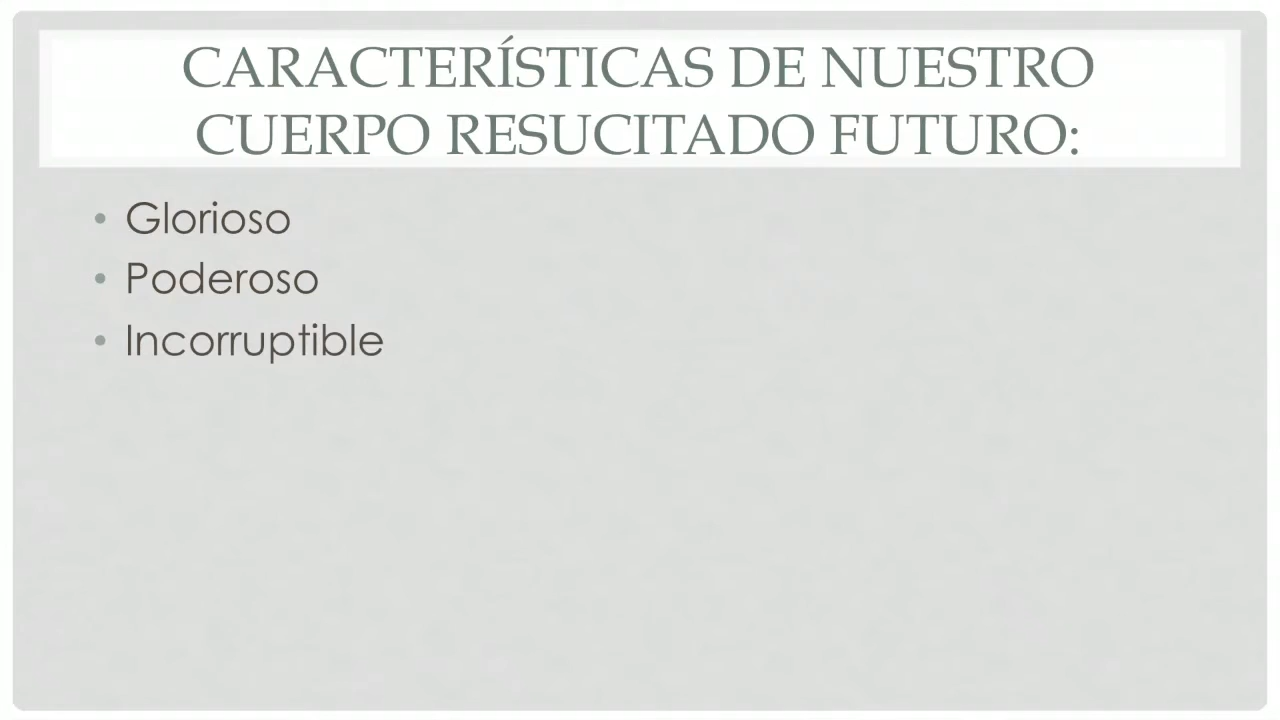 CARACTERÍSTICAS DE NUESTRO
CUERPO RESUCITADO FUTURO:
• Glorioso
• Poderoso
• Incorruptible